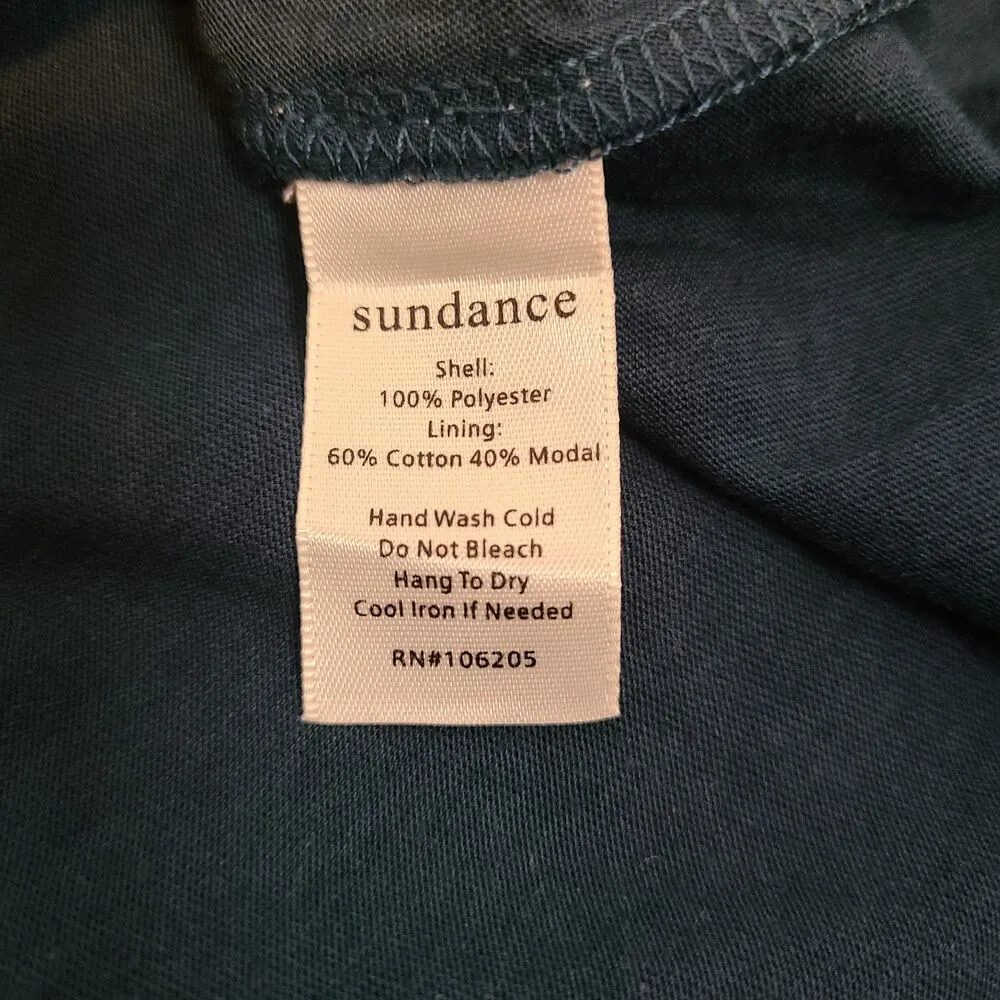 sundance
Shell:
100% Polyester
Lining:
60% Cotton 40% Modal
Hand Wash Cold
Do Not Bleach
Hang To Dry
Cool Iron If Needed
RN#106205